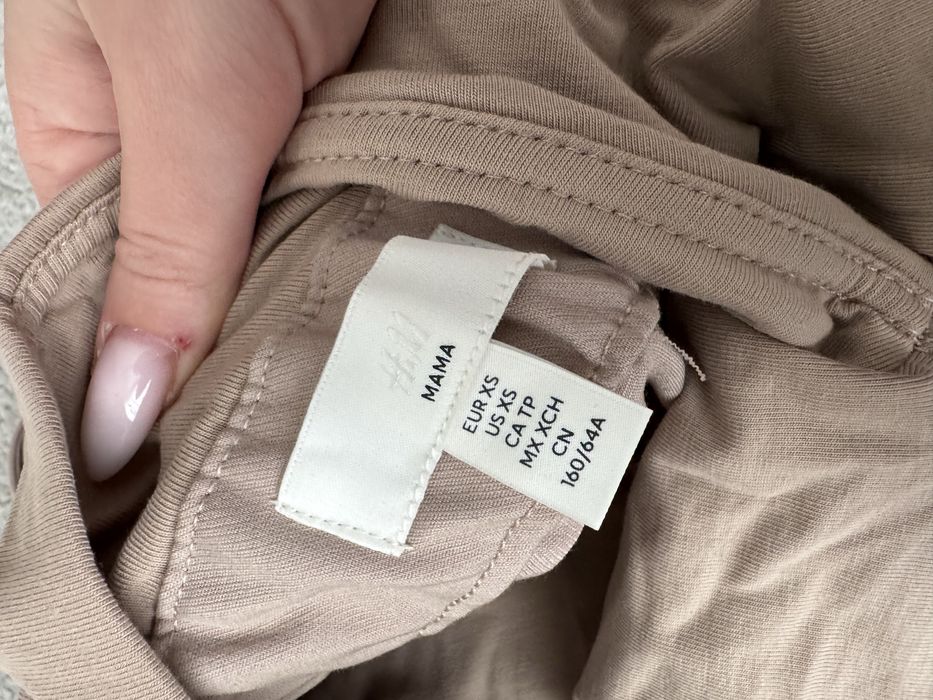 H&M
MAMA
EUR XS
US XS
CA TP
MX XCH
CN
160/64A